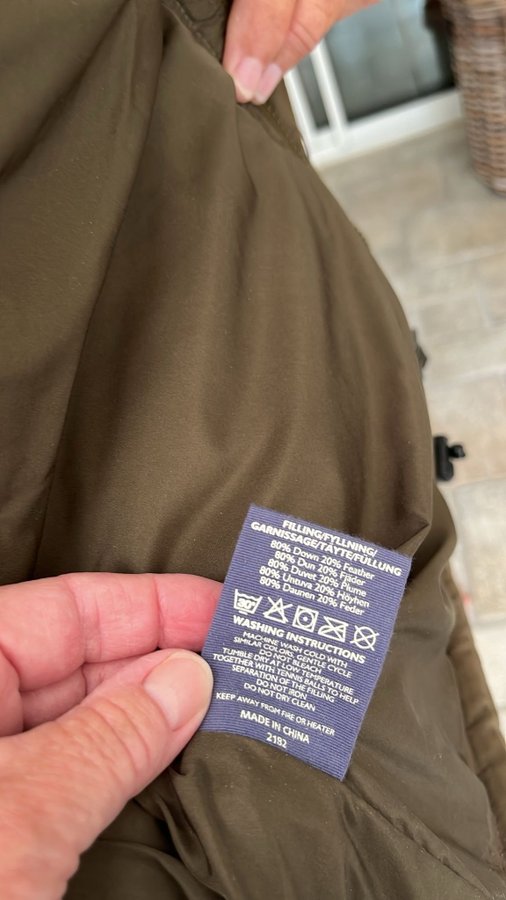 FILLING/FYLLNING/
GARNISSAGE/TÄYTE/FÜLLUNG
80% Down 20% Feather
80% Dun 20% Fjäder
80% Duvet 20% Plume
80% Untuva 20% Höyhen
80% Daunen 20% Feder
30°
WASHING INSTRUCTIONS
MACHINE WASH COLD WITH
SIMILAR COLORS, GENTLE CYCLE
DO NOT BLEACH
TUMBLE DRY AT LOW TEMPERATURE
TOGETHER WITH TENNIS BALLS TO HELP
SEPARATION OF THE FILLING
DO NOT IRON
DO NOT DRY CLEAN
KEEP AWAY FROM FIRE OR HEATER
MADE IN CHINA
2182